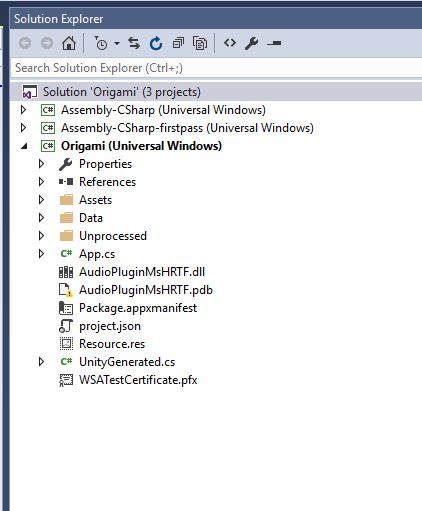 Solution Explorer
Search Solution Explorer (Ctrl+;)
Solution 'Origami' (3 projects)
C# Assembly-CSharp (Universal Windows)
C# Assembly-CSharp-firstpass (Universal Windows)
C# Origami (Universal Windows)
Properties
References
Assets
Data
Unprocessed
C# App.cs
AudioPluginMsHRTF.dll
AudioPluginMsHRTF.pdb
Package.appxmanifest
project.json
Resource.res
C# UnityGenerated.cs
WSATestCertificate.pfx